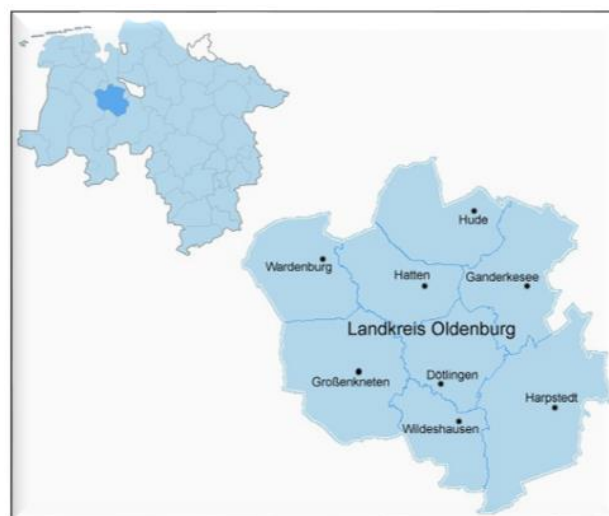 Hude
Wardenburg
Hatten
Ganderkesee
Landkreis Oldenburg
Großenkneten
Dötlingen
Harpstedt
Wildeshausen